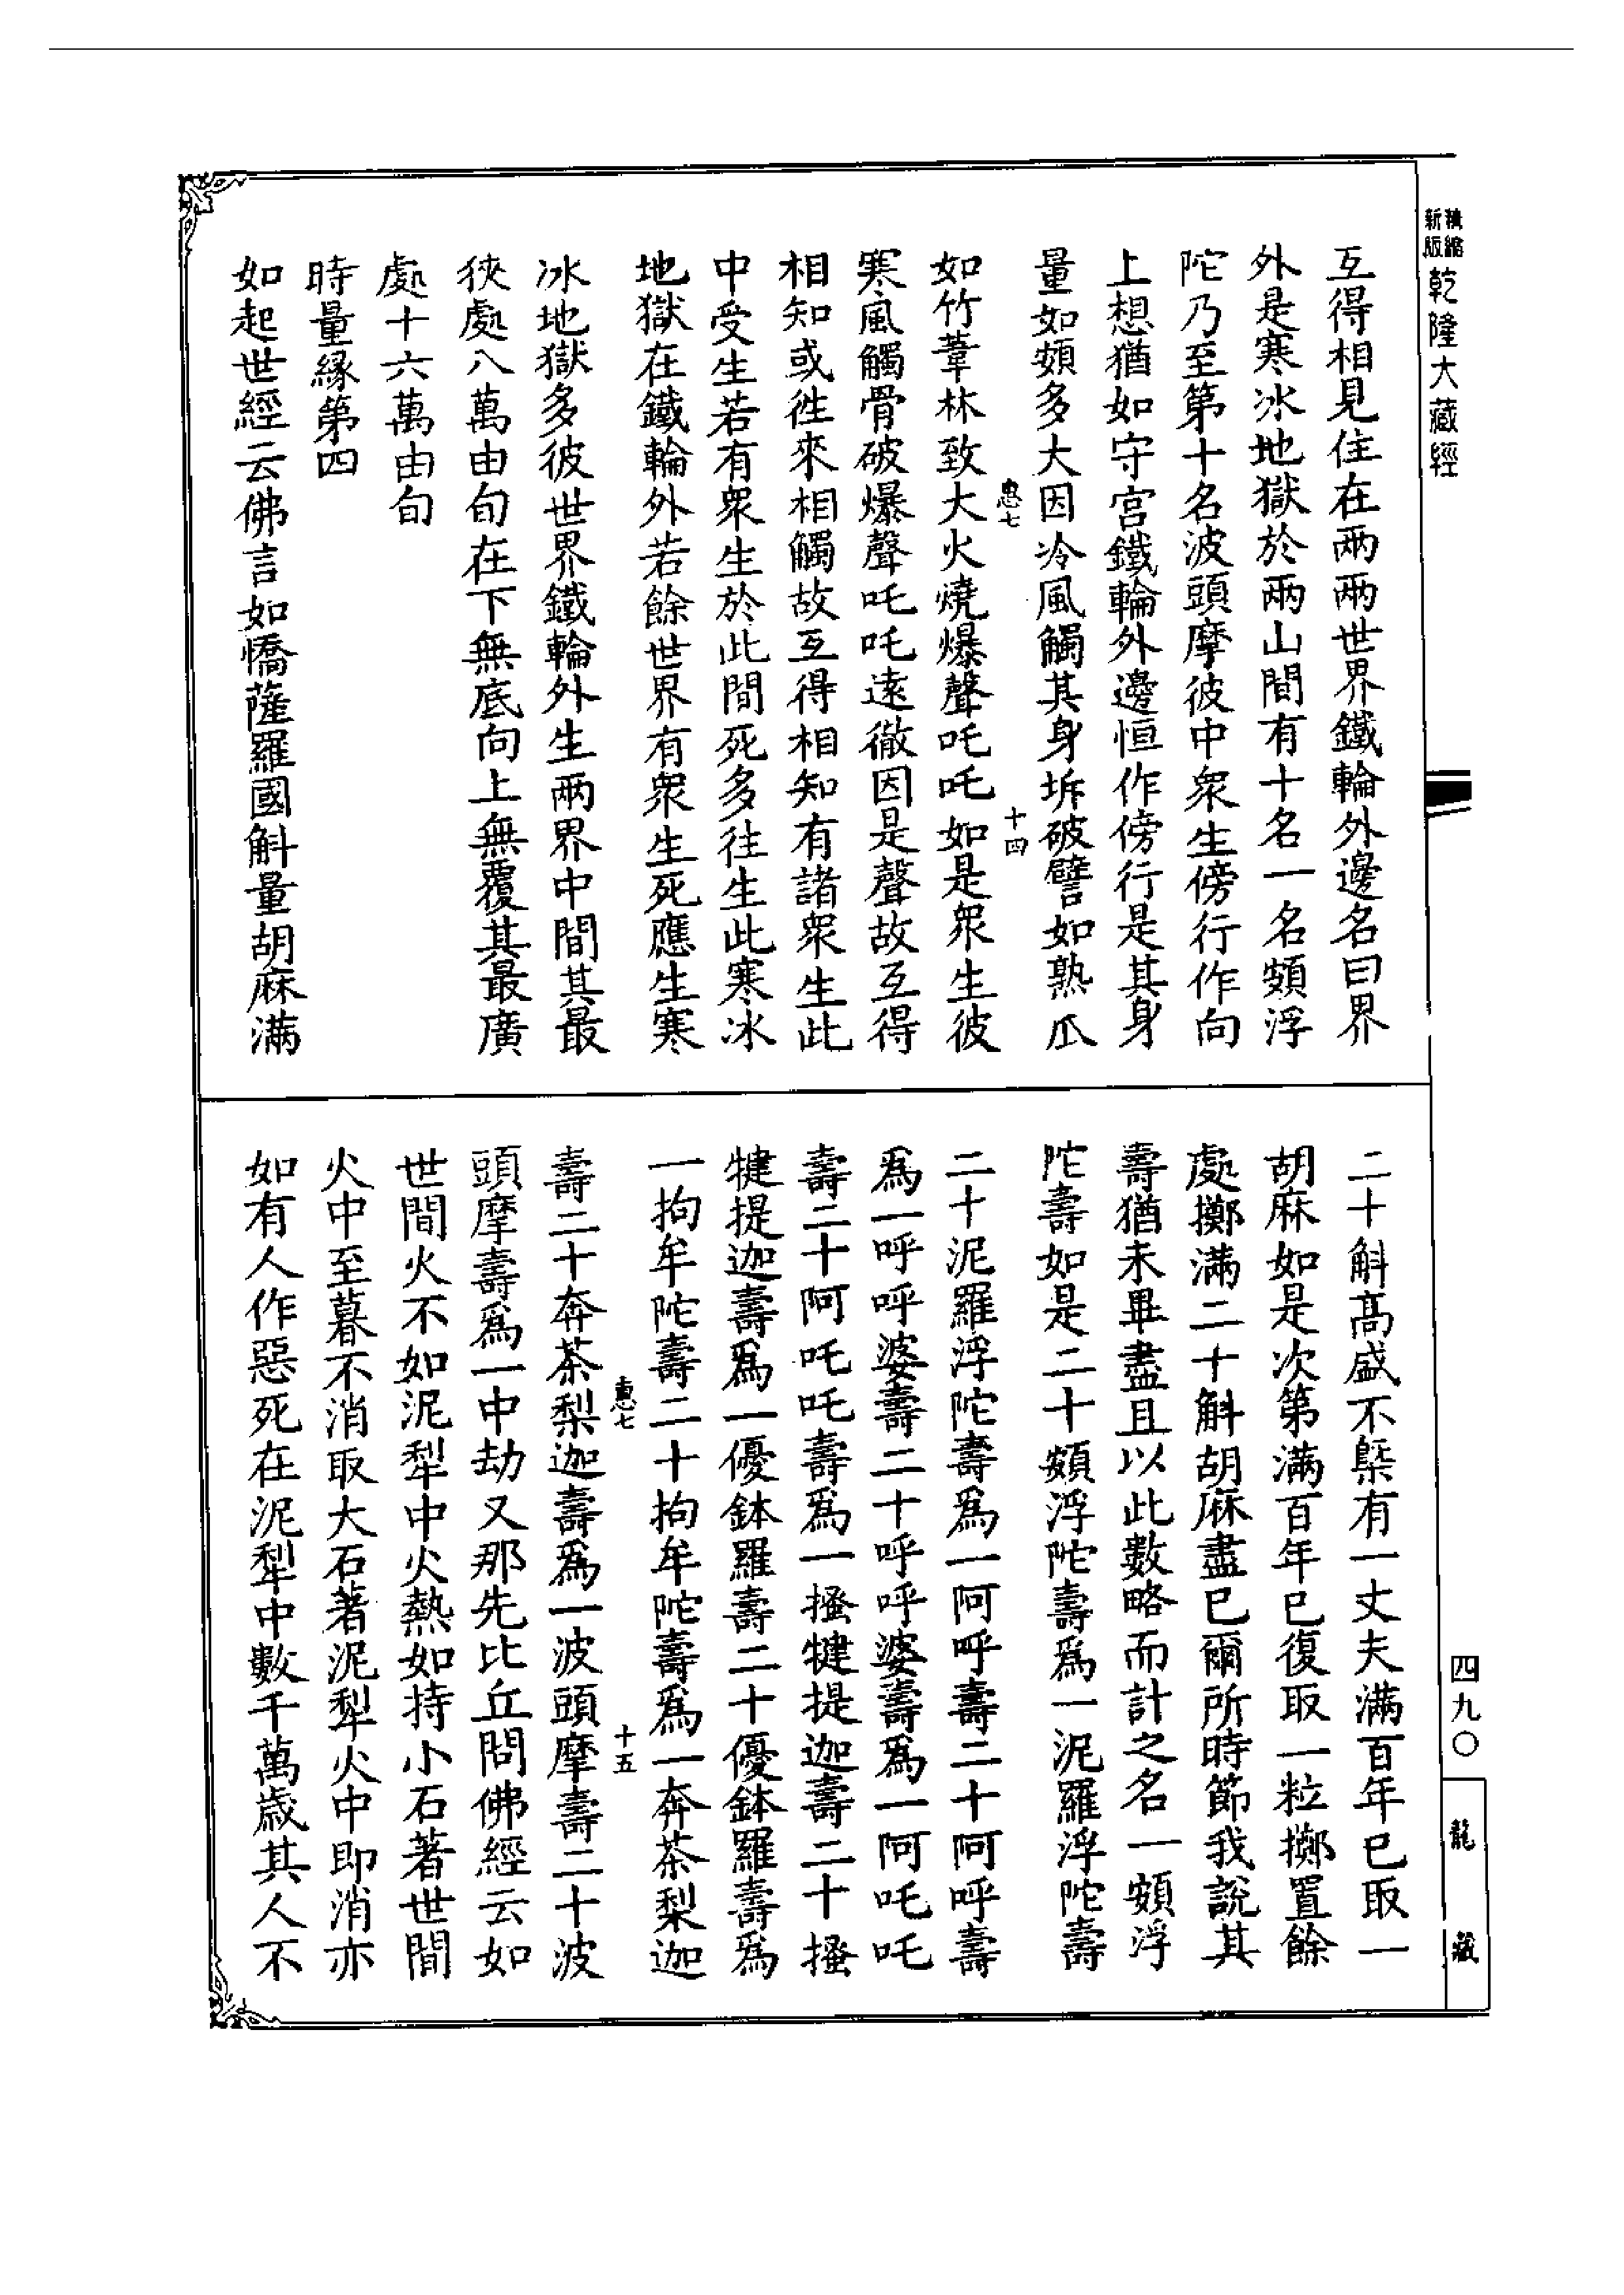 精縮新版
乾隆大藏經
互得相見住在兩兩世界鐵輪外邊名曰界
外是寒冰地獄於兩山間有十名一名頞浮
陀乃至第十名波頭摩彼中衆生傍行作向
上想猶如守宮鐵輪外邊恒作傍行是其身
量如頞多大因冷風觸其身坼破譬如熟瓜
惠七
十四
如竹葦林致大火燒爆聲吒吒如是衆生彼
寒風觸骨破爆聲吒吒遠徹因是聲故互得
相知或徃來相觸故互得相知有諸衆生此
中受生若有衆生於此間死多往生此寒冰
地獄在鐵輪外若餘世界有衆生死應生寒
冰地獄多彼世界鐵輪外生兩界中間其最
狹處八萬由旬在下無底向上無覆其最廣
處十六萬由旬
時量緣第四
如起世經云佛言如憍薩羅國斛量胡麻滿
二十斛高盛不槩有一丈夫滿百年已取一
胡麻如是次第滿百年已復取一粒擲置餘
處擲滿二十斛胡麻盡已爾所時節我說其
壽猶未畢盡且以此數略而計之名一頞浮
陀壽如是二十頞浮陀壽爲一泥羅浮陀壽
二十泥羅浮陀壽爲一阿呼壽二十阿呼壽
爲一呼呼婆壽二十呼呼婆壽爲一阿吒吒
壽二十阿吒吒壽爲一搔揵提迦壽二十搔
揵提迦壽爲一優鉢羅壽二十優鉢羅壽爲
一拘牟陀壽二十拘牟陀壽爲一奔茶梨迦
惠七
十五
壽二十奔茶梨迦壽爲一波頭摩壽二十波
頭摩壽爲一中劫又那先比丘問佛經云如
世間火不如泥犁中火熱如持小石著世間
火中至暮不消取大石著泥犁火中即消亦
如有人作惡死在泥犁中數千萬歲其人不
四九〇
龍藏